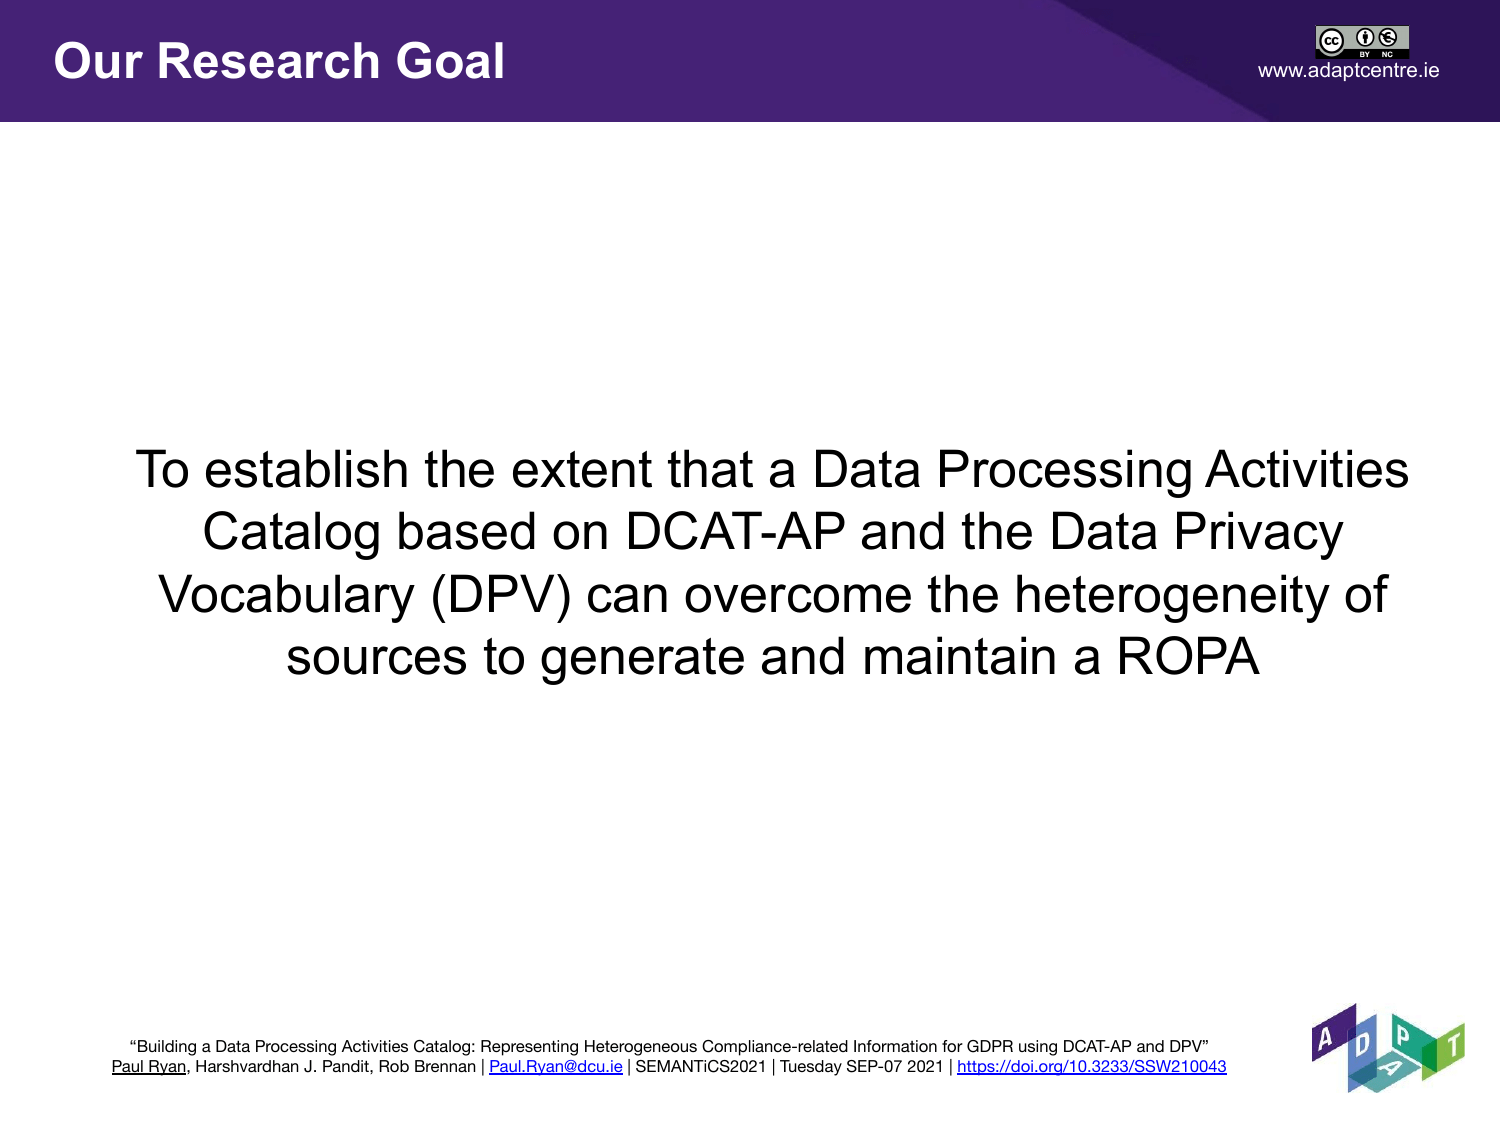 Our Research Goal
cc BY NC
www.adaptcentre.ie
To establish the extent that a Data Processing Activities
Catalog based on DCAT-AP and the Data Privacy
Vocabulary (DPV) can overcome the heterogeneity of
sources to generate and maintain a ROPA
“Building a Data Processing Activities Catalog: Representing Heterogeneous Compliance-related Information for GDPR using DCAT-AP and DPV”
Paul Ryan, Harshvardhan J. Pandit, Rob Brennan | Paul.Ryan@dcu.ie | SEMANTiCS2021 | Tuesday SEP-07 2021 | https://doi.org/10.3233/SSW210043
ADAPT